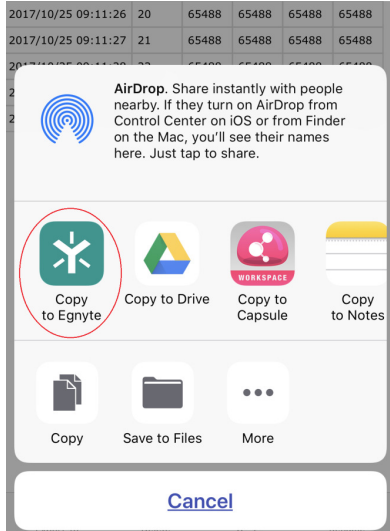 2017/10/25 09:11:26 20 65488 65488 65488
2017/10/25 09:11:27 21 65488 65488 65488
AirDrop. Share instantly with people
nearby. If they turn on AirDrop from
Control Center on iOS or from Finder
on the Mac, you’ll see their names
here. Just tap to share.
WORKSPACE
Copy
to Egnyte
Copy to Drive
Copy to
Capsule
Copy
to Notes
Copy
Save to Files
More
Cancel